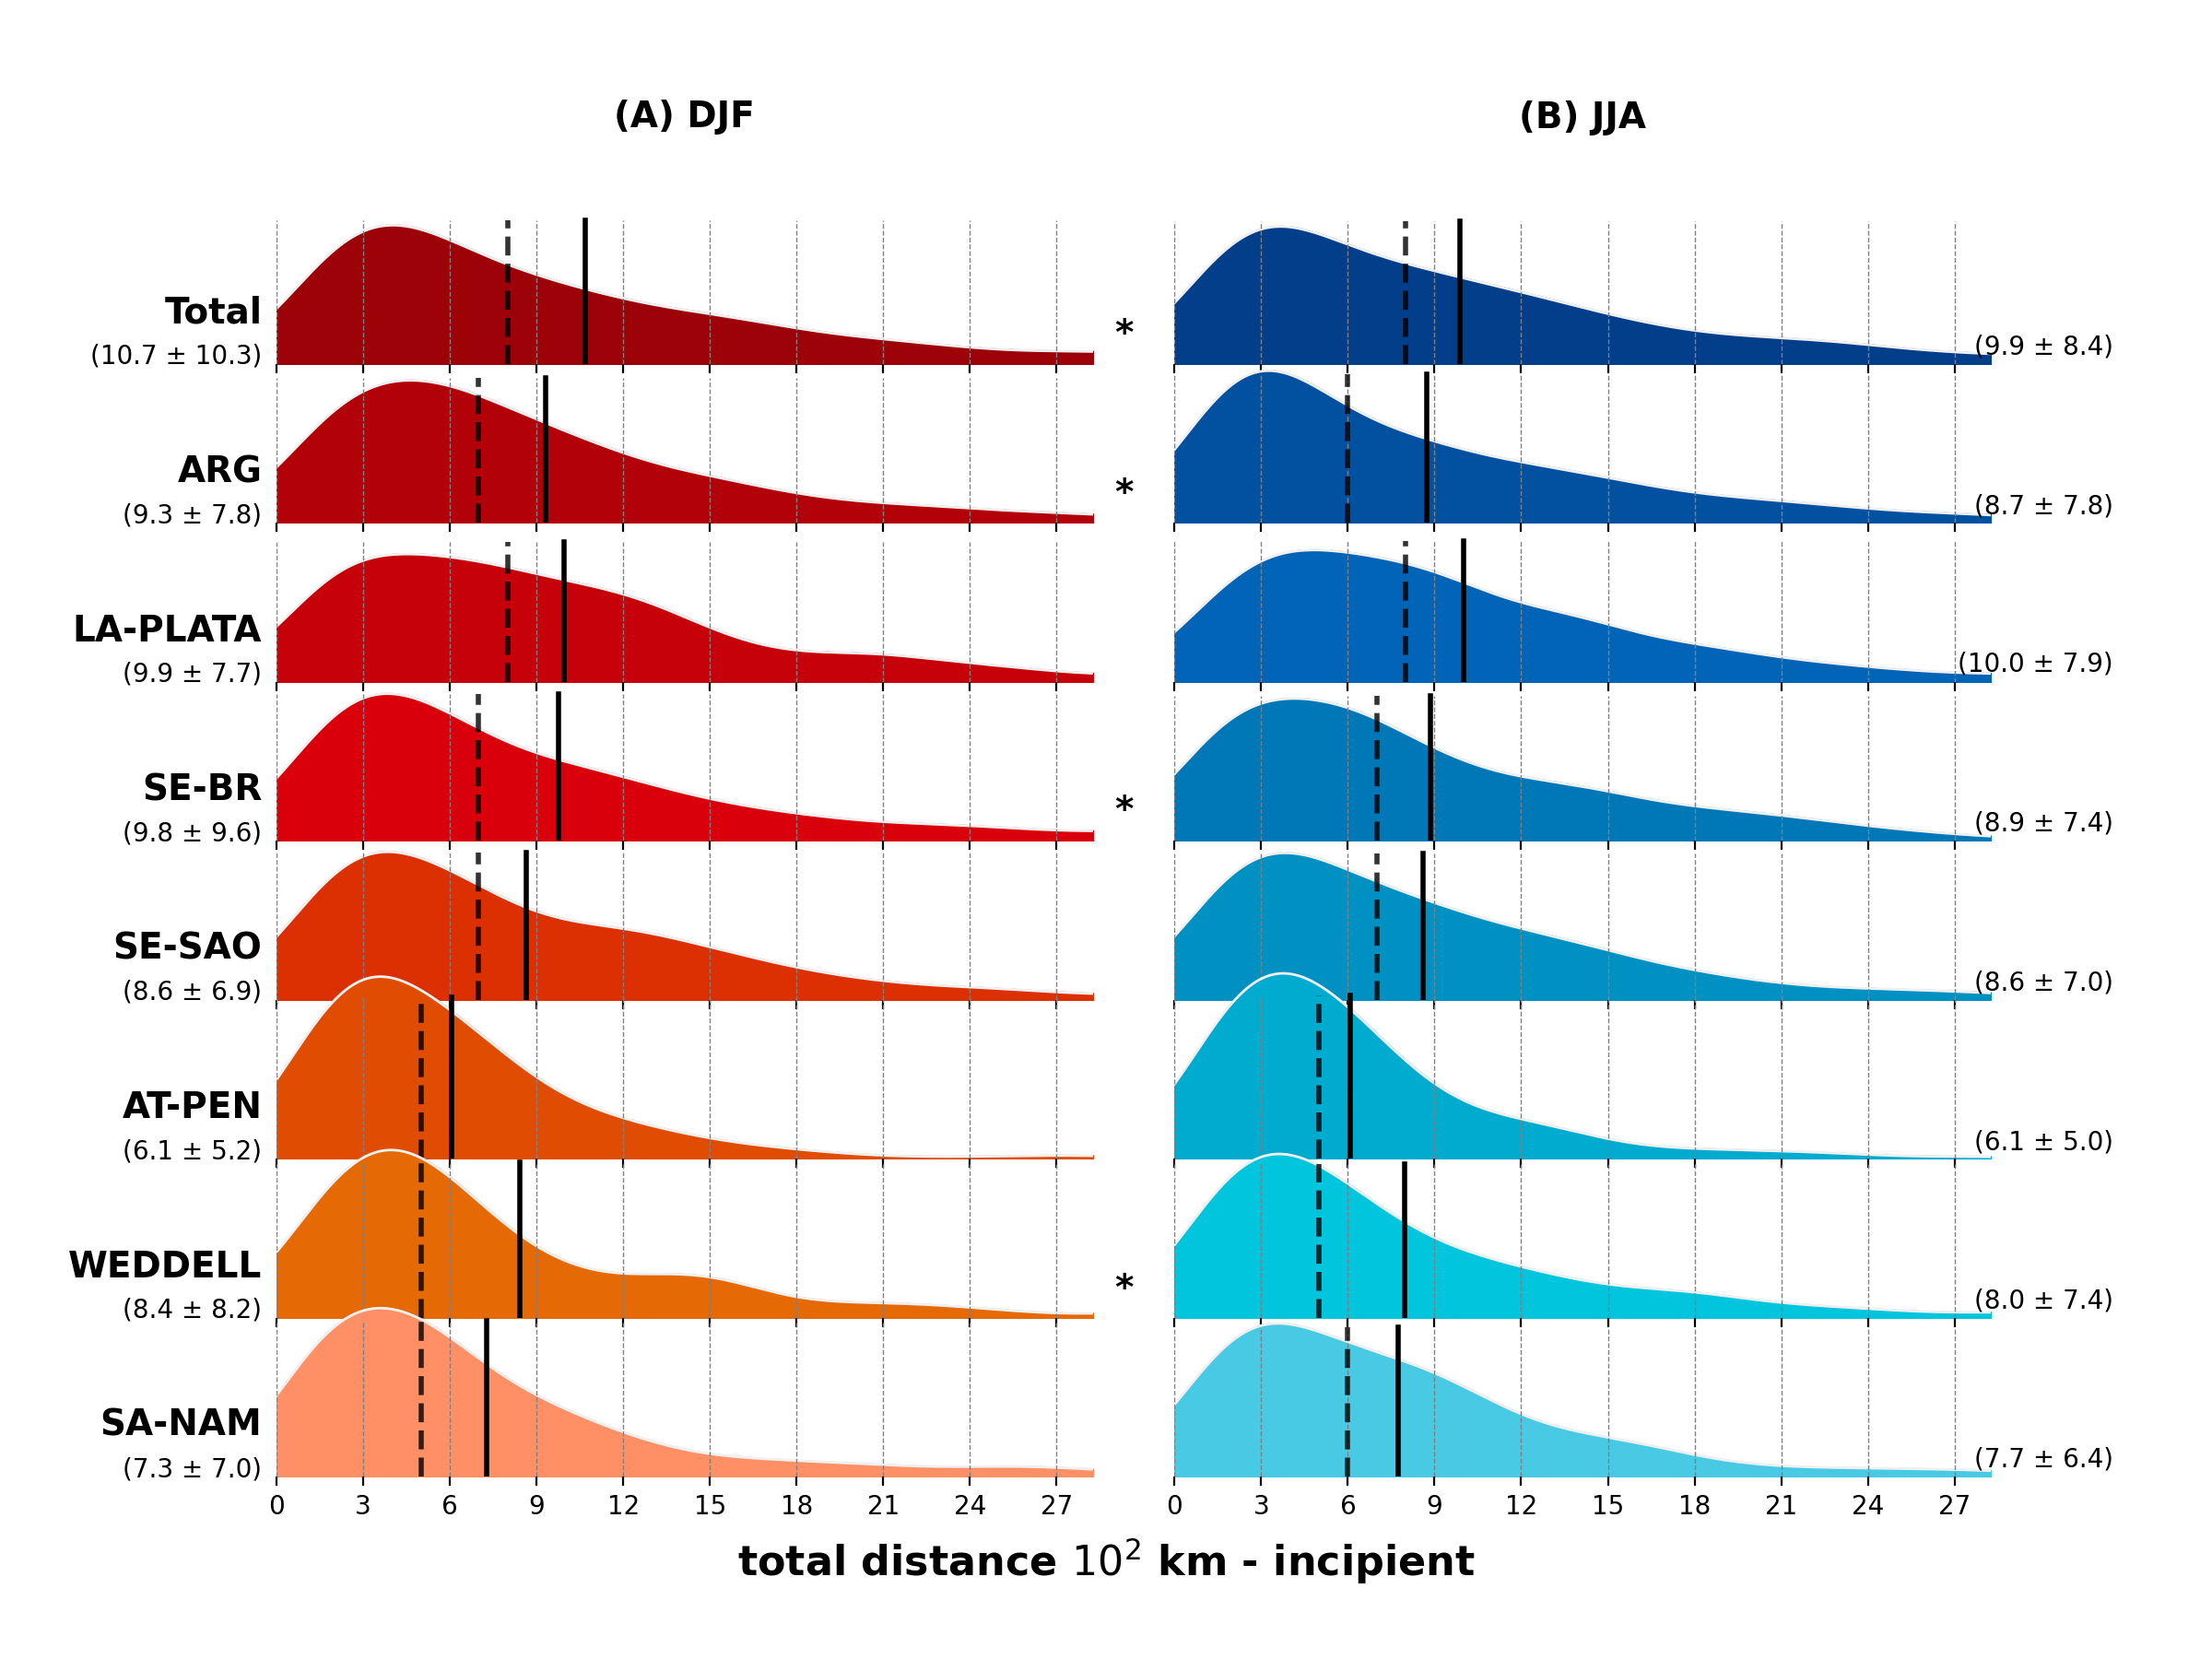 (A) DJF
(B) JJA
Total
(10.7 ± 10.3)
*
(9.9 ± 8.4)
ARG
(9.3 ± 7.8)
*
(8.7 ± 7.8)
LA-PLATA
(9.9 ± 7.7)
(10.0 ± 7.9)
SE-BR
(9.8 ± 9.6)
*
(8.9 ± 7.4)
SE-SAO
(8.6 ± 6.9)
(8.6 ± 7.0)
AT-PEN
(6.1 ± 5.2)
(6.1 ± 5.0)
WEDDELL
(8.4 ± 8.2)
*
(8.0 ± 7.4)
SA-NAM
(7.3 ± 7.0)
(7.7 ± 6.4)
0 3 6 9 12 15 18 21 24 27
0 3 6 9 12 15 18 21 24 27
total distance 10² km - incipient